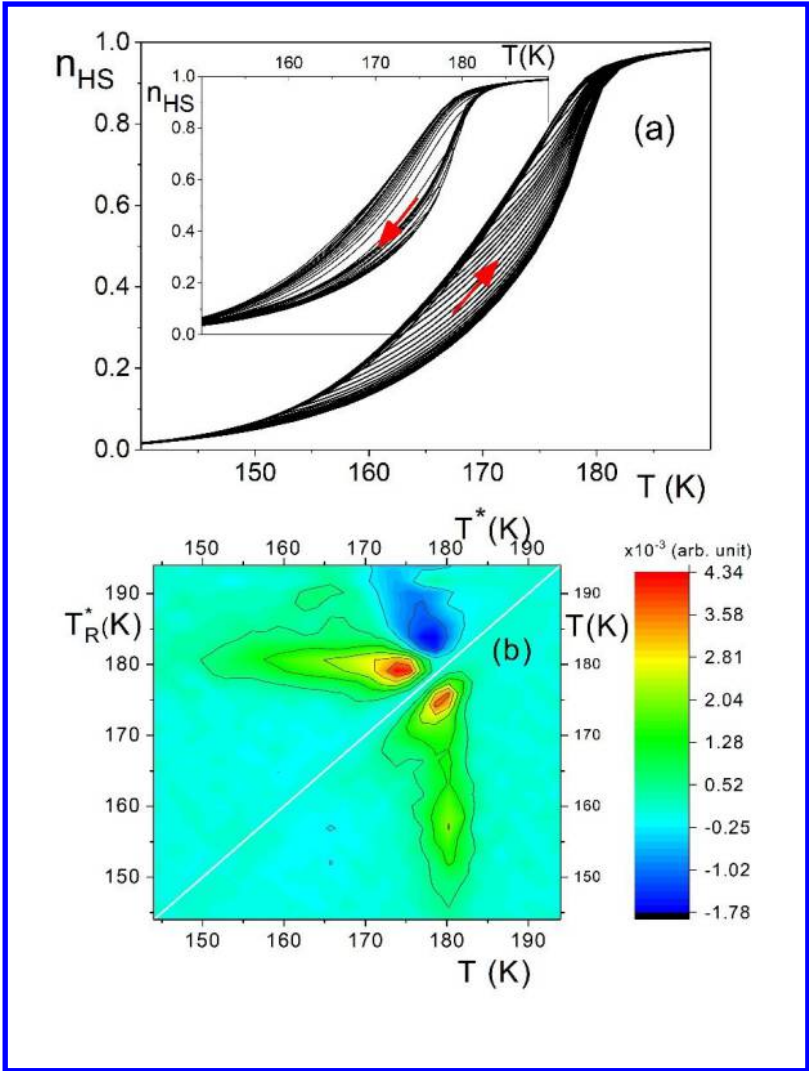 1.0
n_HS
0.8
0.6
0.4
0.2
0.0
150 160 170 180
T (K)
(a)
160 170 180 T(K)
n_HS
1.0
0.8
0.6
0.4
0.2
0.0
T*(K)
150 160 170 180 190
T*_R(K)
190
180
170
160
150
T(K)
190
180
170
160
150
(b)
150 160 170 180 190
T (K)
x10⁻³ (arb. unit)
4.34
3.58
2.81
2.05
1.28
0.52
-0.25
-1.02
-1.78